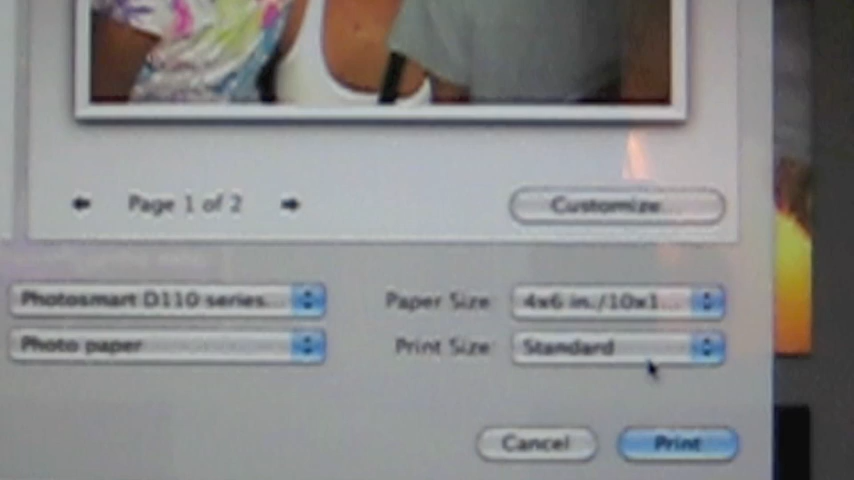 Page 1 of 2
Customize...
Photosmart D110 series...
Paper Size
4x6 in./10x1...
Photo paper
Print Size
Standard
Cancel
Print